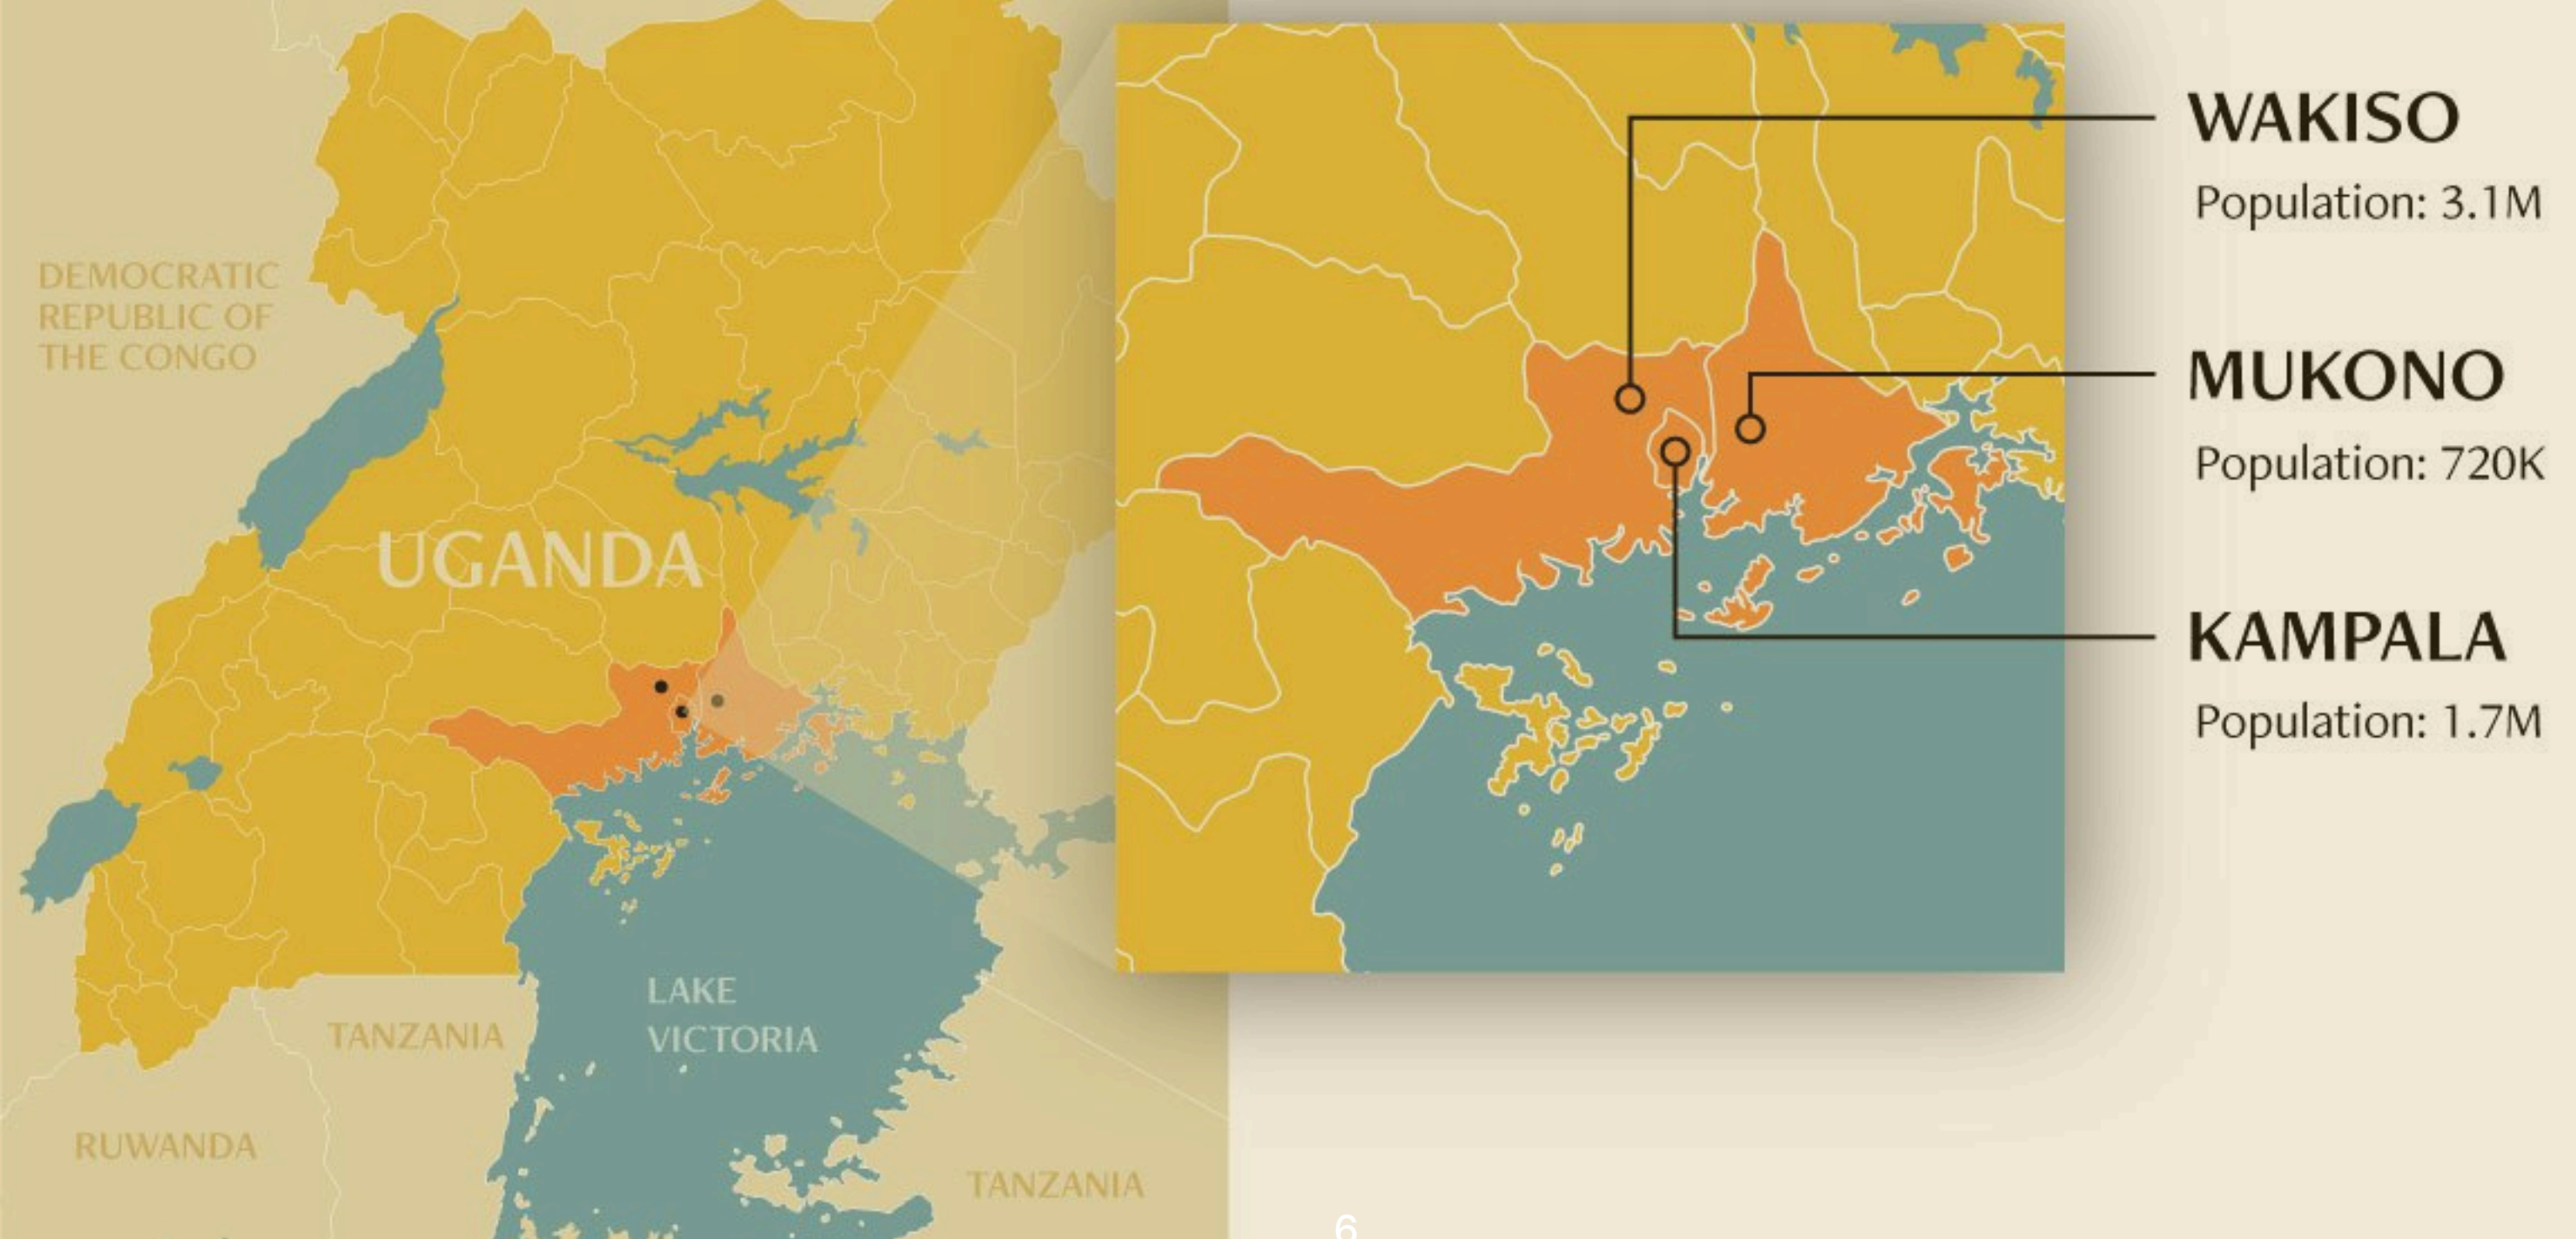 DEMOCRATIC
REPUBLIC OF
THE CONGO
UGANDA
LAKE
VICTORIA
TANZANIA
RUWANDA
TANZANIA
WAKISO
Population: 3.1M
MUKONO
Population: 720K
KAMPALA
Population: 1.7M
6